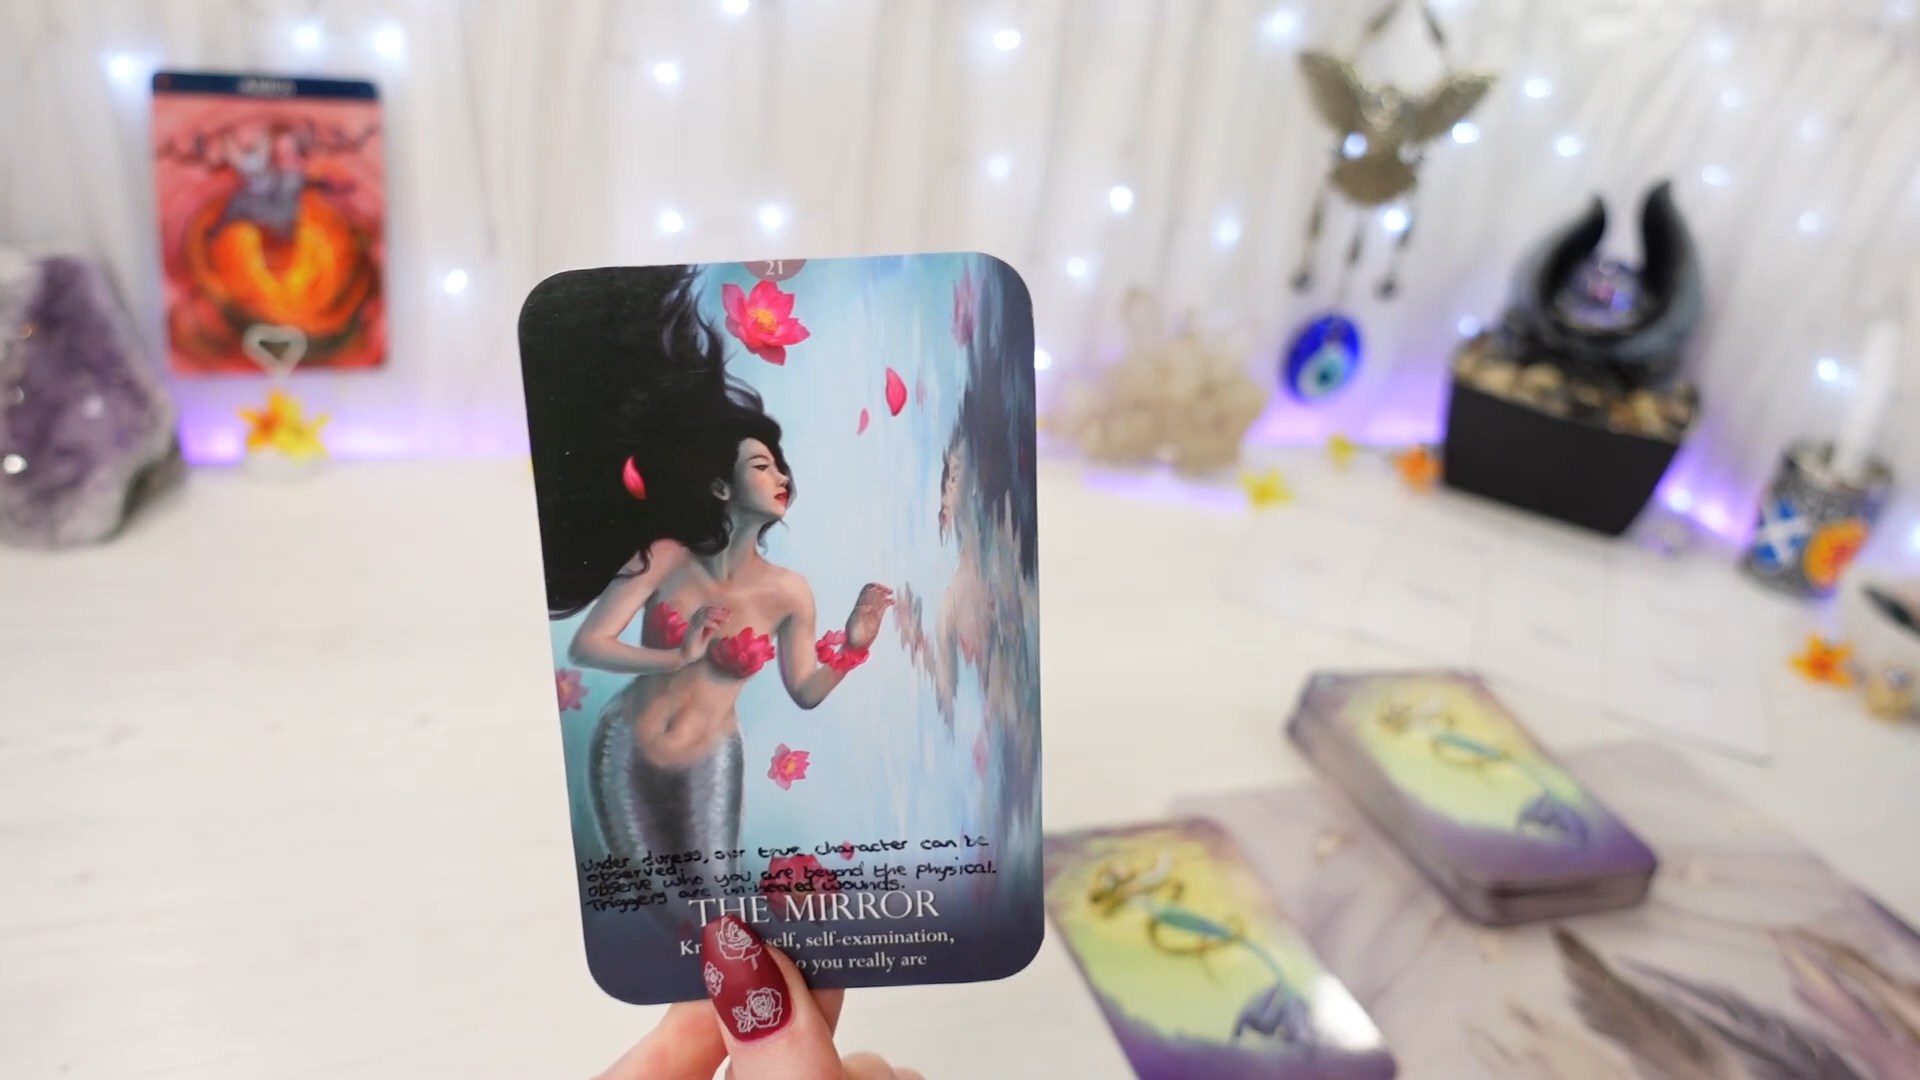 21
Under duress, our true character can be
observed.
observe who you are beyond the physical.
Triggers are un-healed wounds.
THE MIRROR
self, self-examination,
you really are